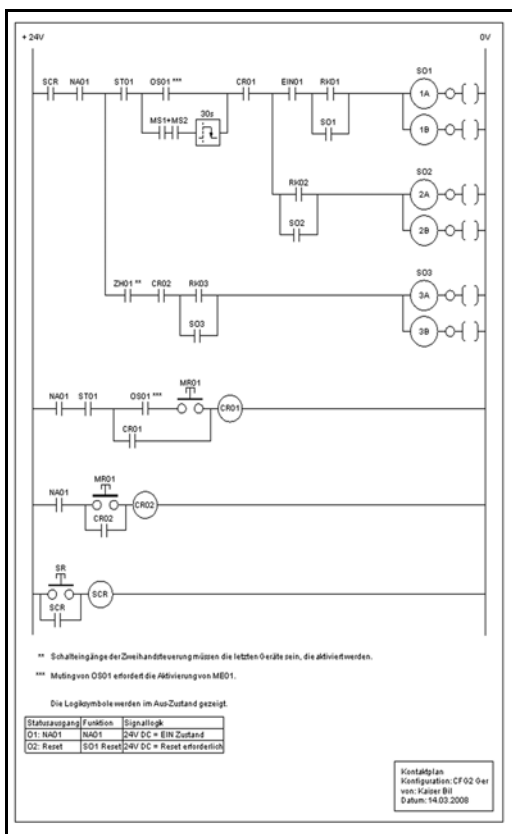 + 24V 0V
SO1
SCR NA01 ST01 OS01 *** CR01 EIN01 RK01
1A
30s
MS1+MS2 SO1 1B
SO2
RK02 2A
SO2 2B
SO3
ZH01 ** CR02 RK03 3A
SO3 3B
MR01
NA01 ST01 OS01 *** CR01
CR01
MR01
NA01 CR02
CR02
SR
SCR
SCR
** Schalteingänge der Zweihandsteuerung müssen die letzten Geräte sein, die aktiviert werden.
*** Muting von OS01 erfordert die Aktivierung von ME01.
Die Logiksymbole werden im Aus-Zustand gezeigt.
Statusausgang Funktion Signallogik
O1: NA01 NA01 24V DC = EIN Zustand
O2: Reset SO1 Reset 24V DC = Reset erforderlich
Kontaktplan
Konfiguration: CF02 Ger
von: Kaiser Bil
Datum: 14.03.2008